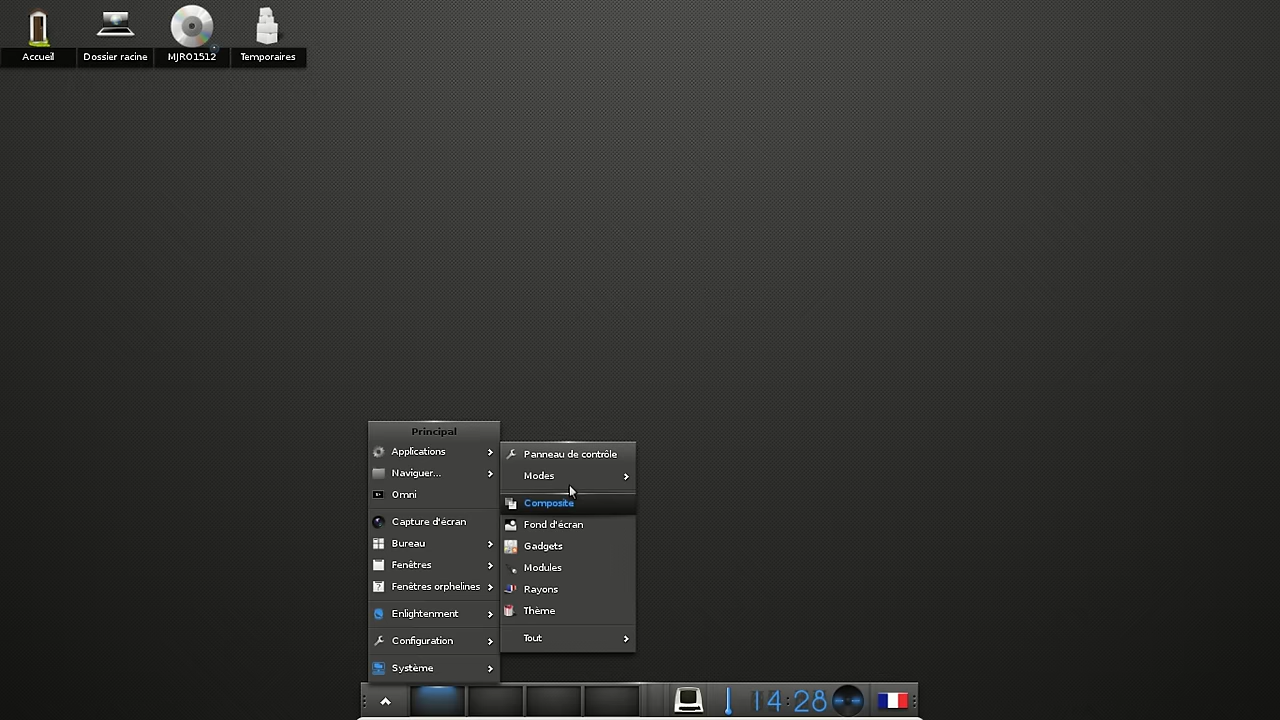 Accueil
Dossier racine
MJRO1512
Temporaires
Principal
Applications
Naviguer...
Omni
Capture d'écran
Bureau
Fenêtres
Fenêtres orphelines
Enlightenment
Configuration
Système
Panneau de contrôle
Modes
Composite
Fond d'écran
Gadgets
Modules
Rayons
Thème
Tout
14:28